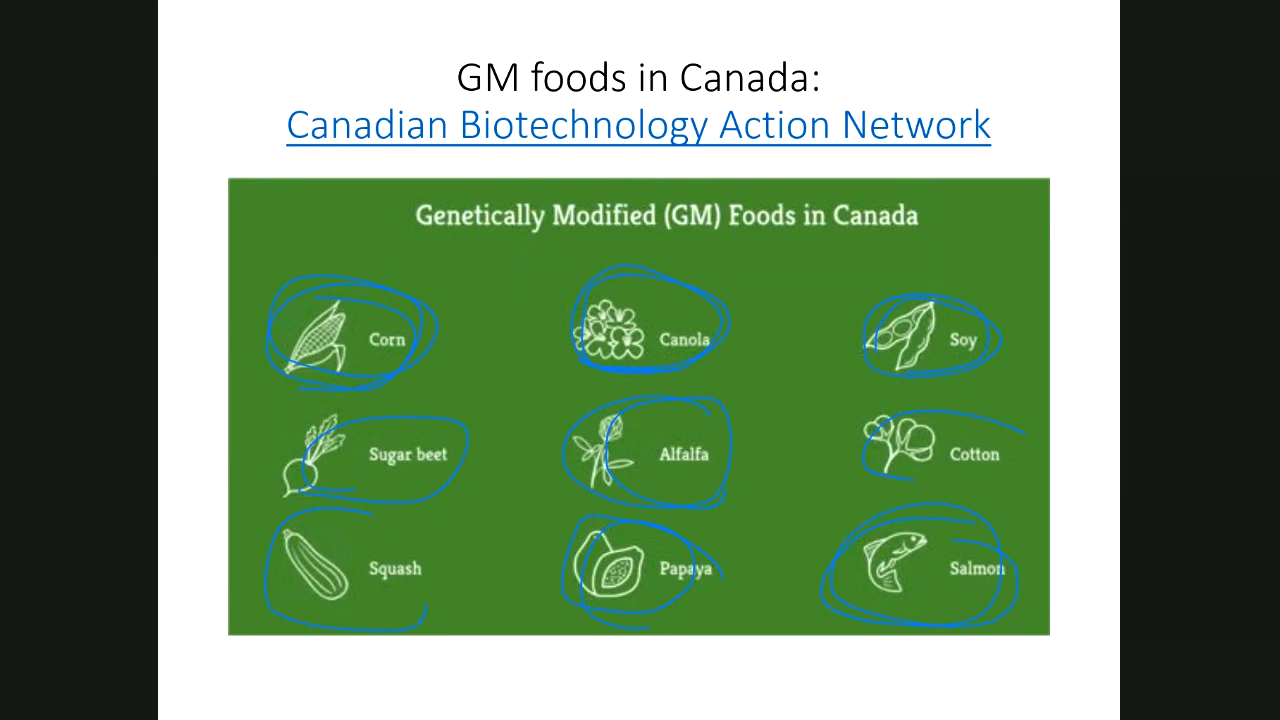 GM foods in Canada:
Canadian Biotechnology Action Network
Genetically Modified (GM) Foods in Canada
Corn
Canola
Soy
Sugar beet
Alfalfa
Cotton
Squash
Papaya
Salmon